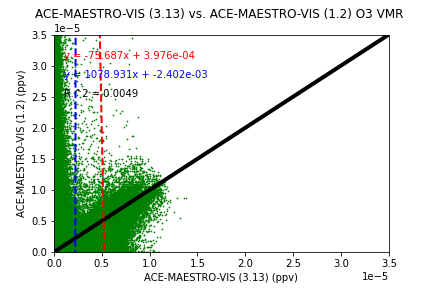 ACE-MAESTRO-VIS (3.13) vs. ACE-MAESTRO-VIS (1.2) O3 VMR
1e−5
3.5
3.0
2.5
2.0
1.5
1.0
0.5
0.0
ACE-MAESTRO-VIS (1.2) (ppv)
= -75.687x + 3.976e-04
= 1078.931x + -2.402e-03
2 = 0.0049
0.0 0.5 1.0 1.5 2.0 2.5 3.0 3.5
ACE-MAESTRO-VIS (3.13) (ppv)
1e−5